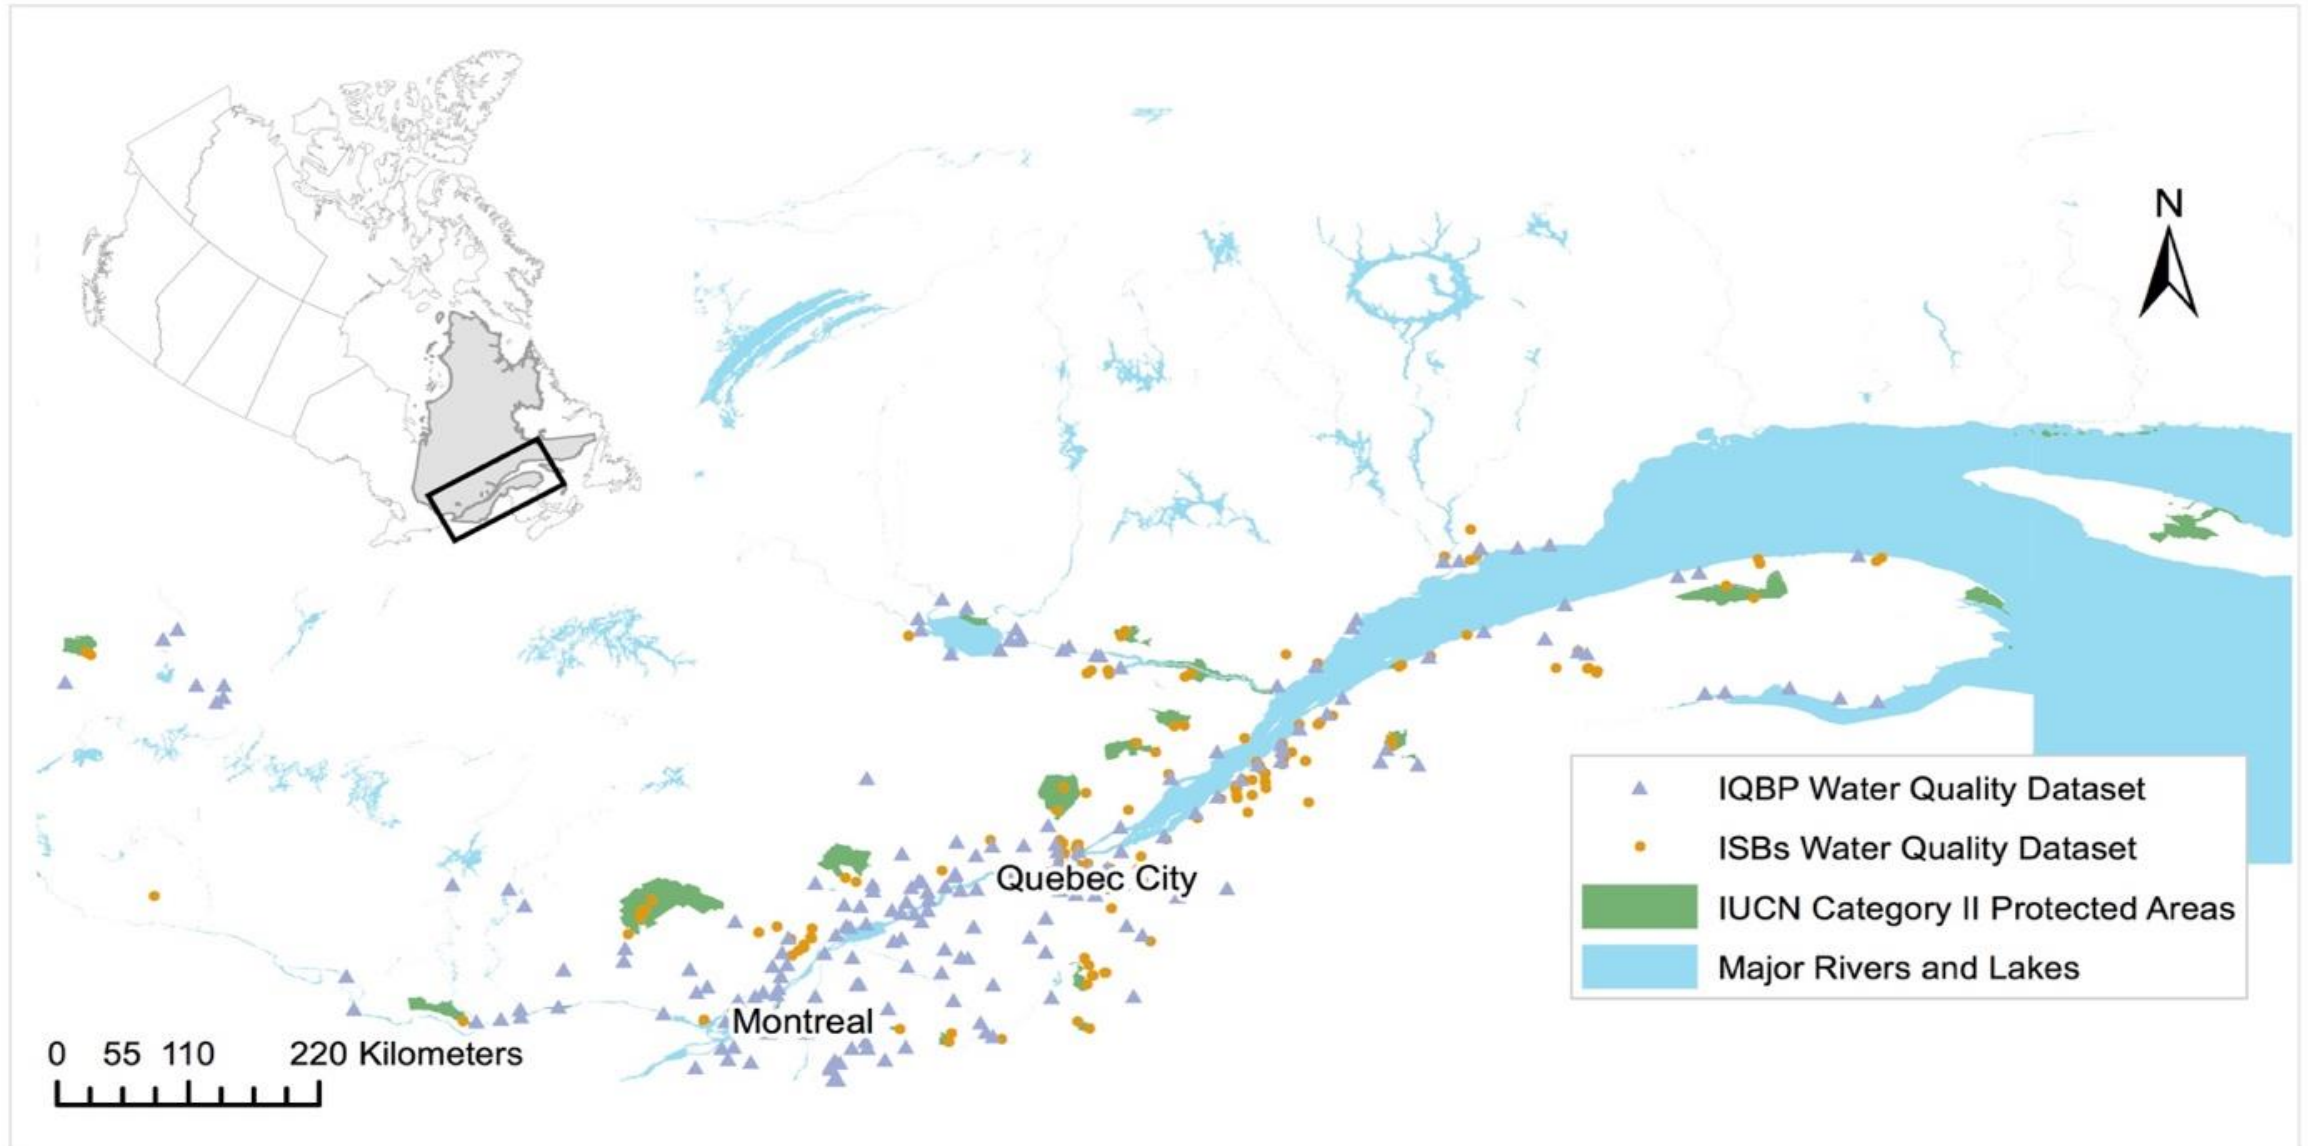 N
IQBP Water Quality Dataset
ISBs Water Quality Dataset
Quebec City
IUCN Category II Protected Areas
Major Rivers and Lakes
Montreal
0 55 110 220 Kilometers